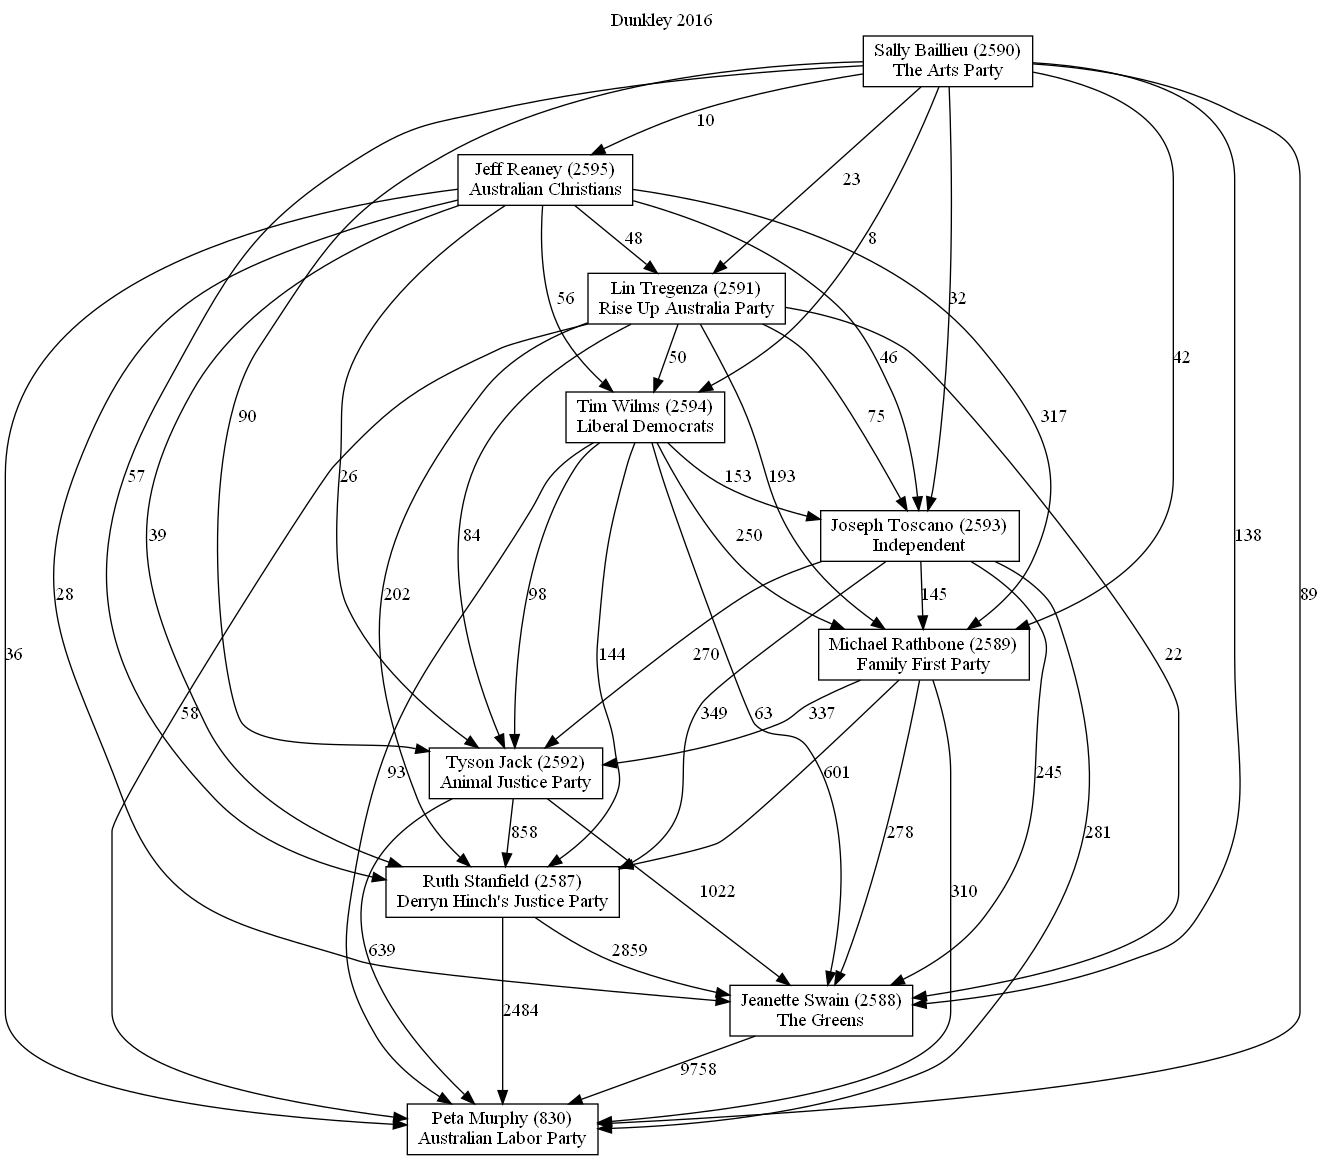 Dunkley 2016
Sally Baillieu (2590)
The Arts Party
10
Jeff Reaney (2595)
Australian Christians
23
48
8
Lin Tregenza (2591)
Rise Up Australia Party
56
32
50
46
42
Tim Wilms (2594)
Liberal Democrats
90
75
317
57
26
153
193
Joseph Toscano (2593)
Independent
39
84
250
138
28
202
98
145
89
Michael Rathbone (2589)
Family First Party
36
144
270
22
58
349
63
337
Tyson Jack (2592)
Animal Justice Party
93
601
245
858
278
281
Ruth Stanfield (2587)
Derryn Hinch's Justice Party
1022
310
639
2859
Jeanette Swain (2588)
The Greens
2484
9758
Peta Murphy (830)
Australian Labor Party